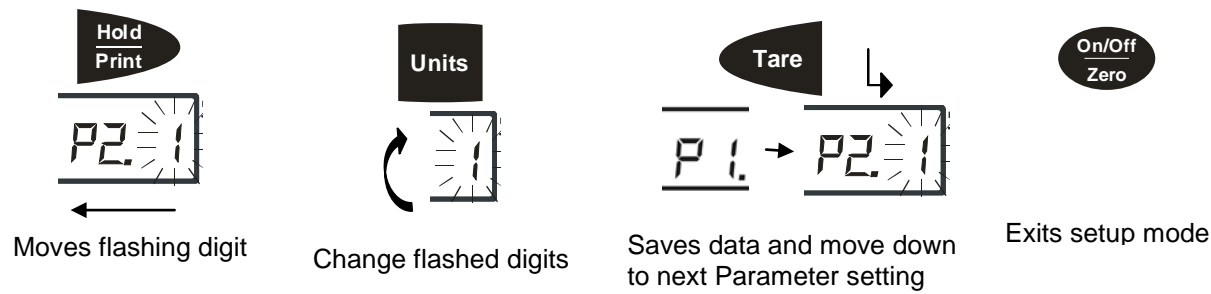 Hold
Print
P2. 1
Moves flashing digit
Units
1
Change flashed digits
Tare
P 1.
P2. 1
Saves data and move down
to next Parameter setting
On/Off
Zero
Exits setup mode